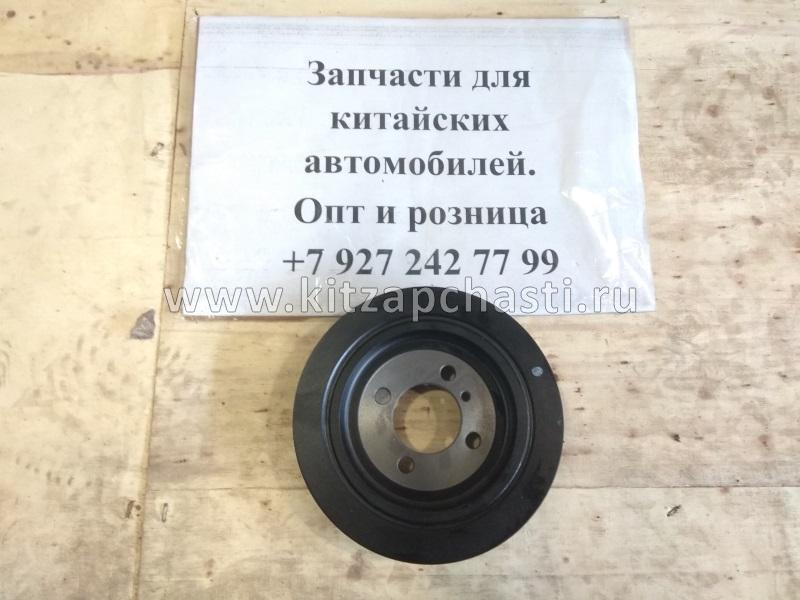 Запчасти для
китайских
автомобилей.
Опт и розница
+7 927 242 77 99
www.kitzapchasti.ru